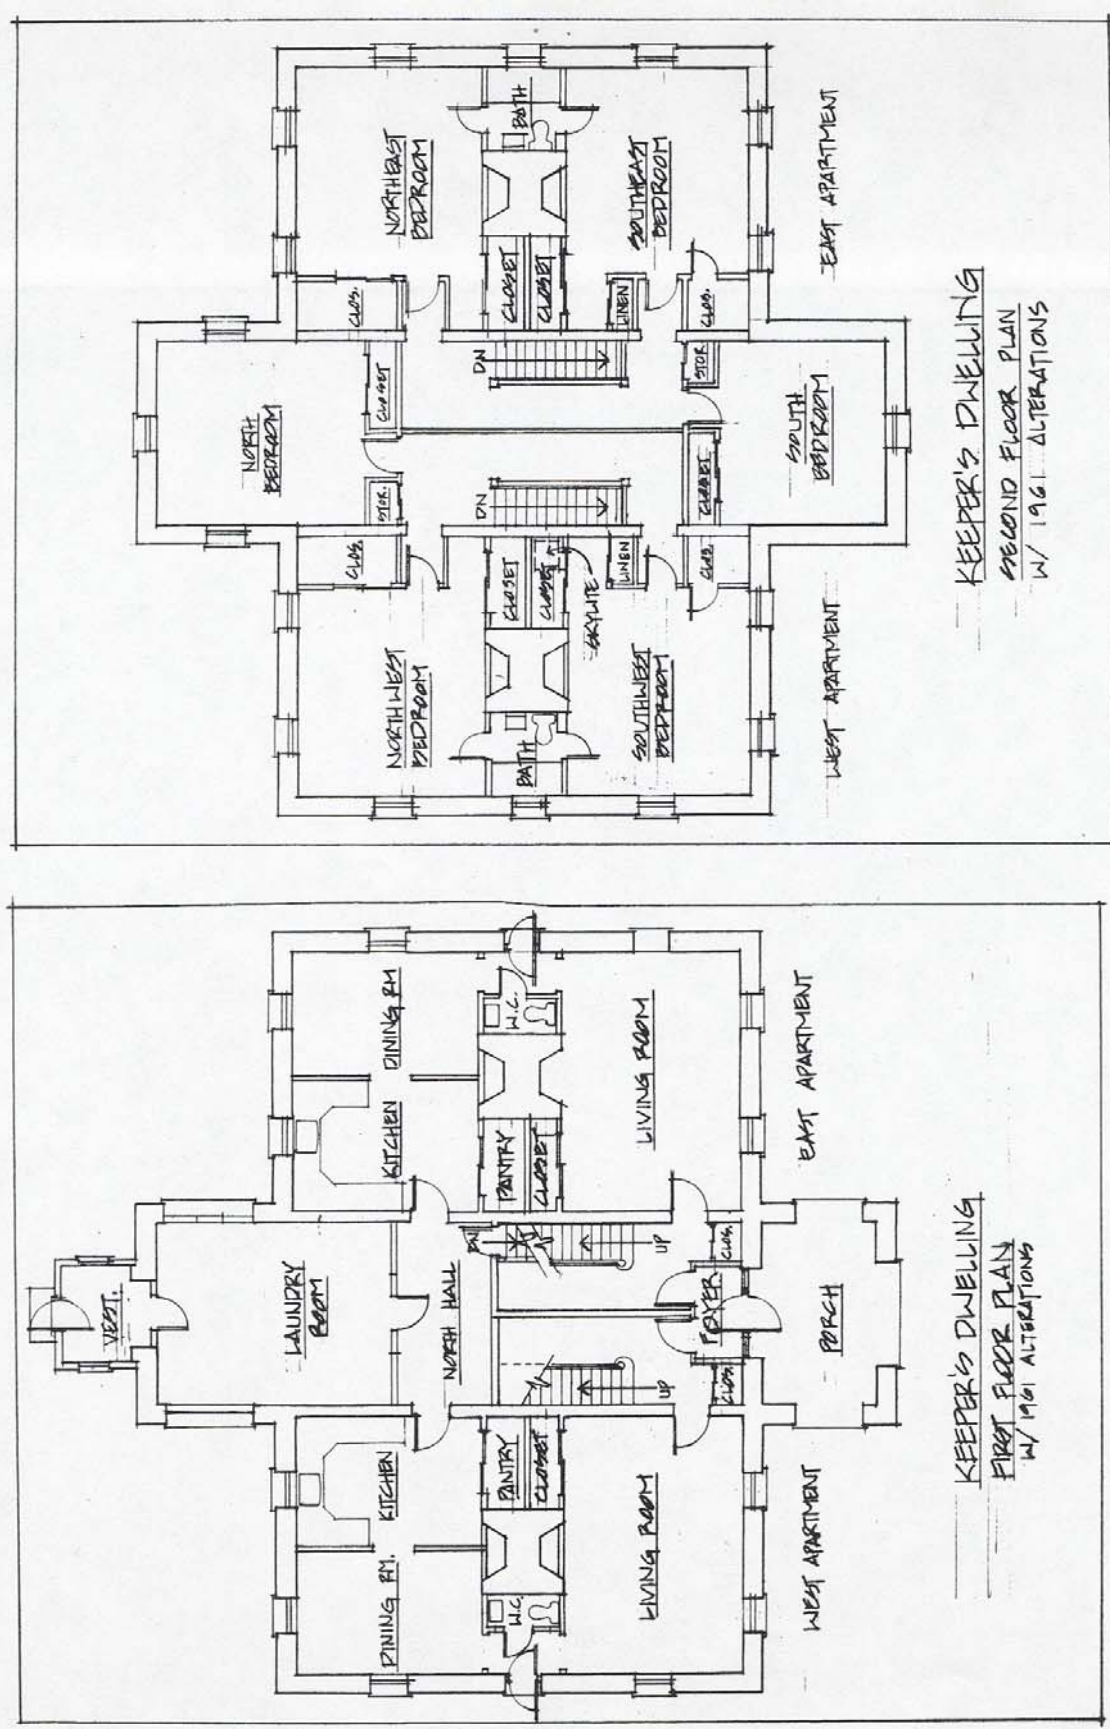 NORTHEAST
BEDROOM
BATH
SOUTHEAST
BEDROOM
EAST APARTMENT
CLOS.
CLOSET
CLOSET
LINEN
CLOS.
NORTH
BEDROOM
CLOSET
DN
STOR
SOUTH
BEDROOM
STOR.
DN
CLOSET
CLOS.
CLOSET
CLOSET
SKYLITE
LINEN
CLOS.
NORTHWEST
BEDROOM
BATH
SOUTHWEST
BEDROOM
WEST APARTMENT
KEEPER'S DWELLING
SECOND FLOOR PLAN
W/ 1961 ALTERATIONS
DINING RM
W.C.
LIVING ROOM
EAST APARTMENT
KITCHEN
PANTRY
CLOSET
VEST.
LAUNDRY
ROOM
NORTH HALL
DN
UP
CLOS.
FOYER
PORCH
UP
CLOS.
KITCHEN
PANTRY
CLOSET
DINING RM.
W.C.
LIVING ROOM
WEST APARTMENT
KEEPER'S DWELLING
FIRST FLOOR PLAN
W/ 1961 ALTERATIONS